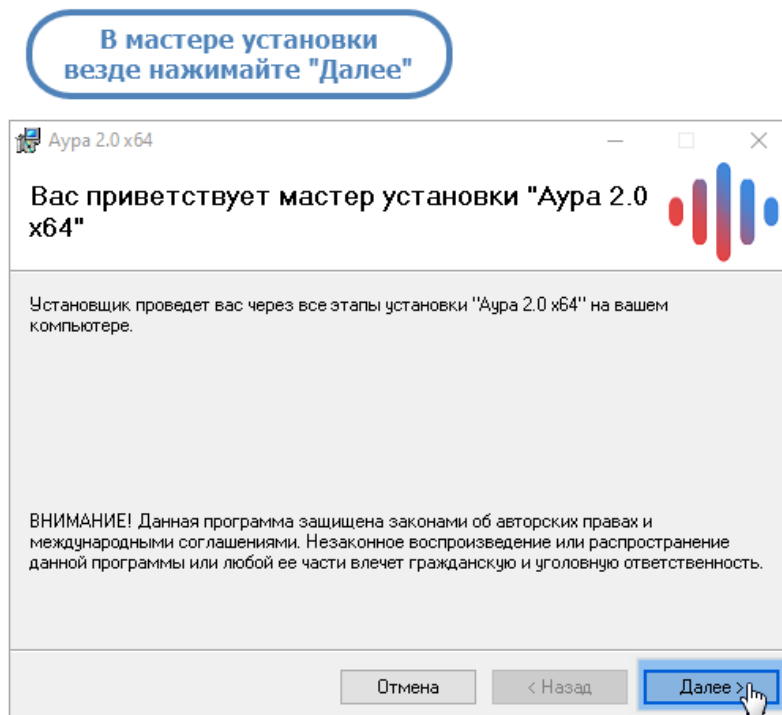 В мастере установки
везде нажимайте "Далее"
Аура 2.0 x64
Вас приветствует мастер установки "Аура 2.0
x64"
Установщик проведет вас через все этапы установки "Аура 2.0 x64" на вашем
компьютере.
ВНИМАНИЕ! Данная программа защищена законами об авторских правах и
международными соглашениями. Незаконное воспроизведение или распространение
данной программы или любой ее части влечет гражданскую и уголовную ответственность.
Отмена
< Назад
Далее >